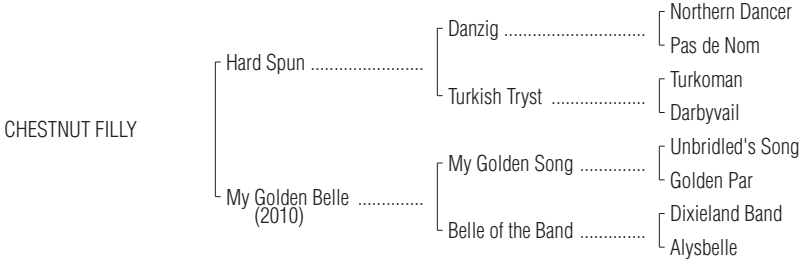 Northern Dancer
Danzig ..............................
Pas de Nom
Hard Spun ........................
Turkoman
Turkish Tryst ....................
Darbyvail
CHESTNUT FILLY
Unbridled's Song
My Golden Song ..............
Golden Par
My Golden Belle ..............
(2010)
Dixieland Band
Belle of the Band ..............
Alysbelle